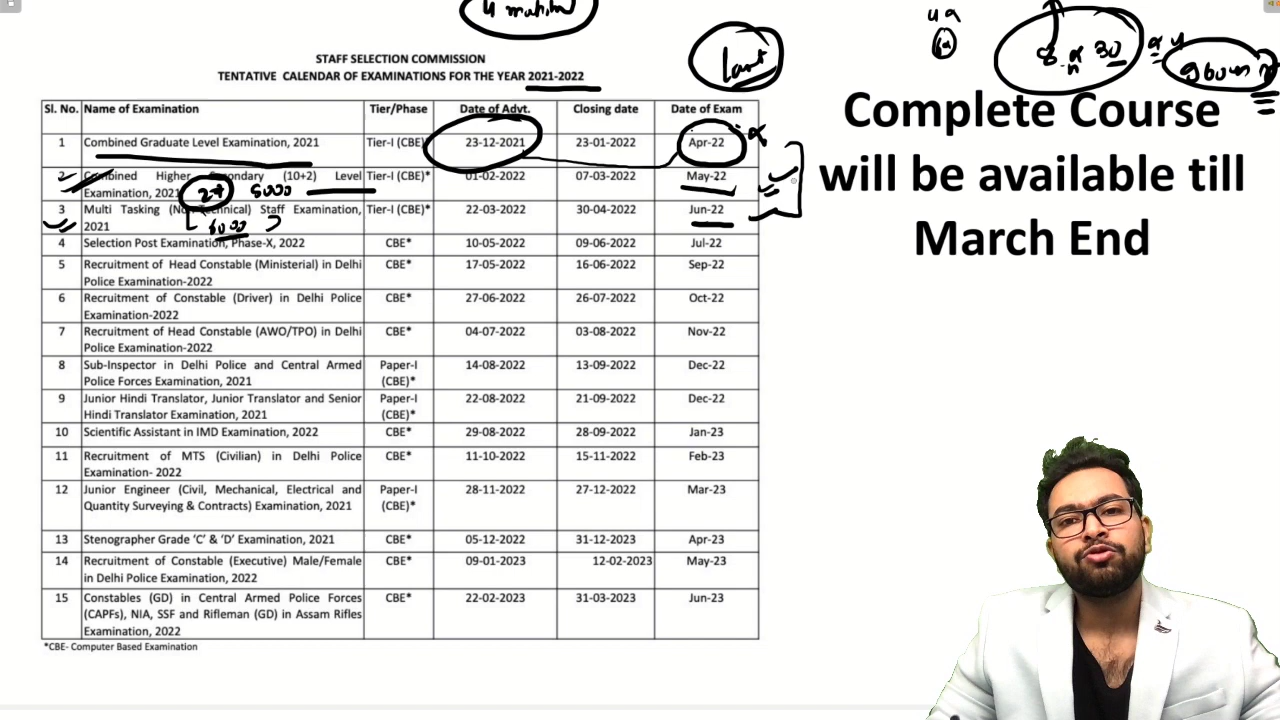 4 mahine
4a
8 x 30 x 4
960 hours
last
STAFF SELECTION COMMISSION
TENTATIVE CALENDAR OF EXAMINATIONS FOR THE YEAR 2021-2022
Complete Course
will be available till
March End
Sl. No. Name of Examination Tier/Phase Date of Advt. Closing date Date of Exam
1 Combined Graduate Level Examination, 2021 Tier-I (CBE) 23-12-2021 23-01-2022 Apr-22
2 Combined Higher Secondary (10+2) Level Tier-I (CBE)* 01-02-2022 07-03-2022 May-22
Examination, 2021
27 5000
3 Multi Tasking (Non-Technical) Staff Examination, Tier-I (CBE)* 22-03-2022 30-04-2022 Jun-22
2021
6000
4 Selection Post Examination, Phase-X, 2022 CBE* 10-05-2022 09-06-2022 Jul-22
5 Recruitment of Head Constable (Ministerial) in Delhi CBE* 17-05-2022 16-06-2022 Sep-22
Police Examination-2022
6 Recruitment of Constable (Driver) in Delhi Police CBE* 27-06-2022 26-07-2022 Oct-22
Examination-2022
7 Recruitment of Head Constable (AWO/TPO) in Delhi CBE* 04-07-2022 03-08-2022 Nov-22
Police Examination-2022
8 Sub-Inspector in Delhi Police and Central Armed Paper-I 14-08-2022 13-09-2022 Dec-22
Police Forces Examination, 2021 (CBE)*
9 Junior Hindi Translator, Junior Translator and Senior Paper-I 22-08-2022 21-09-2022 Dec-22
Hindi Translator Examination, 2021 (CBE)*
10 Scientific Assistant in IMD Examination, 2022 CBE* 29-08-2022 28-09-2022 Jan-23
11 Recruitment of MTS (Civilian) in Delhi Police CBE* 11-10-2022 15-11-2022 Feb-23
Examination- 2022
12 Junior Engineer (Civil, Mechanical, Electrical and Paper-I 28-11-2022 27-12-2022 Mar-23
Quantity Surveying & Contracts) Examination, 2021 (CBE)*
13 Stenographer Grade ‘C’ & ‘D’ Examination, 2021 CBE* 05-12-2022 31-12-2023 Apr-23
14 Recruitment of Constable (Executive) Male/Female CBE* 09-01-2023 12-02-2023 May-23
in Delhi Police Examination, 2022
15 Constables (GD) in Central Armed Police Forces CBE* 22-02-2023 31-03-2023 Jun-23
(CAPFs), NIA, SSF and Rifleman (GD) in Assam Rifles
Examination, 2022
*CBE- Computer Based Examination